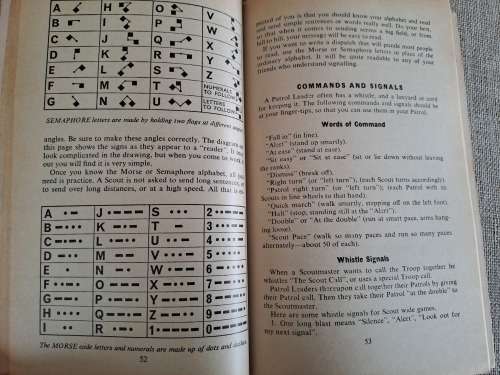 A H O V
B I P W
C J Q X
D K R Y
E L S Z
F M T NUMERALS TO FOLLOW
G N U LETTERS TO FOLLOW
SEMAPHORE letters are made by holding two flags at different angles
angles. Be sure to make these angles correctly. The diagram on
this page shows the signs as they appear to a "reader". It
look complicated in the drawing, but when you come to work
out you will find it is very simple.
Once you know the Morse or Semaphore alphabet, all you
need is practice. A Scout is not asked to send long sentences,
to send over long distances, or at a high speed. All that is
A • — J • — — — S • • • 2 • • — — —
B — • • • K — • — T — 3 • • • — —
C — • — • L • — • • U • • — 4 • • • • —
D — • • M — — V • • • — 5 • • • • •
E • N — • W • — — 6 — • • • •
F • • — • O — — — X — • • — 7 — — • • •
G — — • P • — — • Y — • — — 8 — — — • •
H • • • • Q — — • — Z — — • • 9 — — — — •
I • • R • — • 1 • — — — — 0 — — — — —
The MORSE code letters and numerals are made up of dots and dashes
52
of you is that you should know your alphabet and read
and send simple sentences or words really well. Do your best,
so that when it comes to sending across a big field, or from
hill to hill, your message will be easy to read.
If you want to write a dispatch that will puzzle most people
to read, use the Morse or Semaphore letters in place of the
ordinary alphabet. It will be quite readable to any of your
friends who understand signalling.
COMMANDS AND SIGNALS
A Patrol Leader often has a whistle, and a lanyard is used
for keeping it. The following commands and signals should be
at your finger-tips, so that you can use them in your Patrol.
Words of Command
"Fall in" (in line).
"Alert" (stand up smartly).
"At ease" (stand at ease).
"Sit easy" or "Sit at ease" (sit or lie down without leaving
the ranks).
"Dismiss" (break off).
"Right turn" (or "left turn"), (each Scout turns accordingly).
"Patrol right turn" (or "left turn"); (each Patrol with its
Scouts in line wheels to that hand).
"Quick march" (walk smartly, stepping off on the left foot).
"Halt" (stop, standing still at the "Alert").
"Double" or "At the double" (run at smart pace, arms hang-
ing loose).
"Scout Pace" (walk so many paces and run so many paces
alternately—about 50 of each).
Whistle Signals
When a Scoutmaster wants to call the Troop together he
whistles "The Scout Call", or uses a special Troop call.
Patrol Leaders thereupon call together their Patrols by giving
their Patrol call. Then they take their Patrol "at the double" to
the Scoutmaster.
Here are some whistle signals for Scout wide games.
1. One long blast means "Silence", "Alert", "Look out for
my next signal".
53